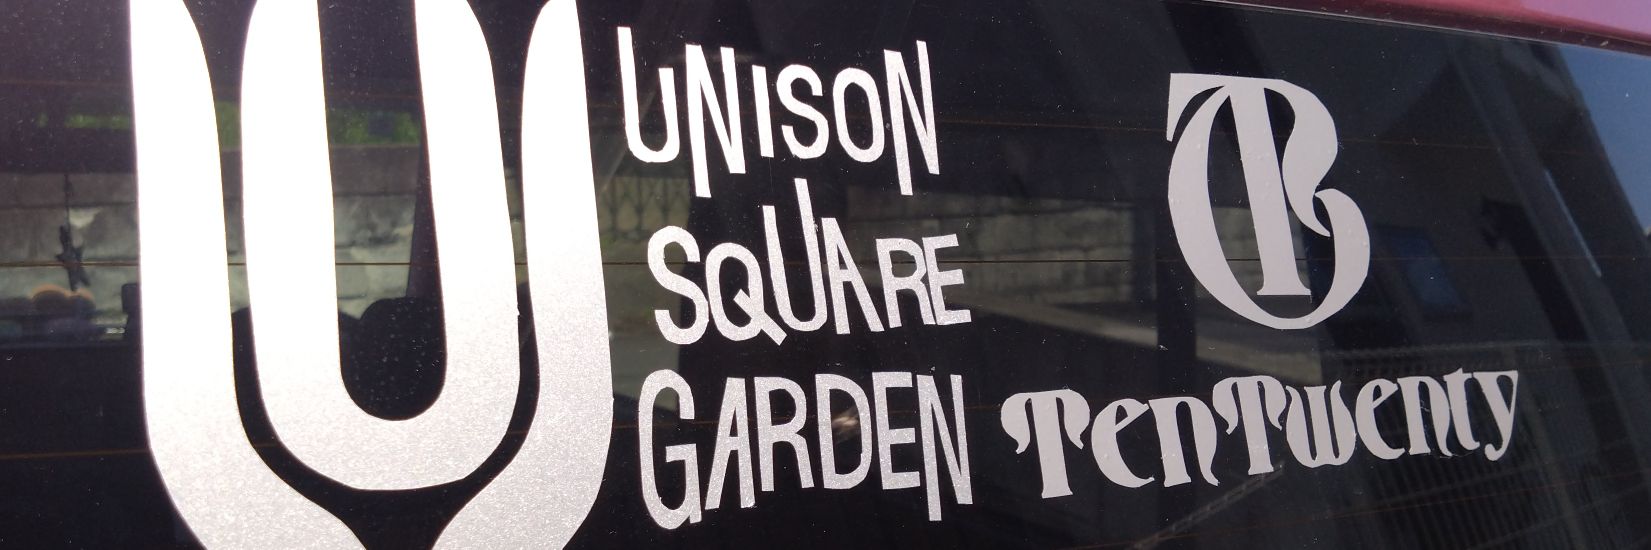 UNISON
SQUARE
GARDEN
TenTwenty